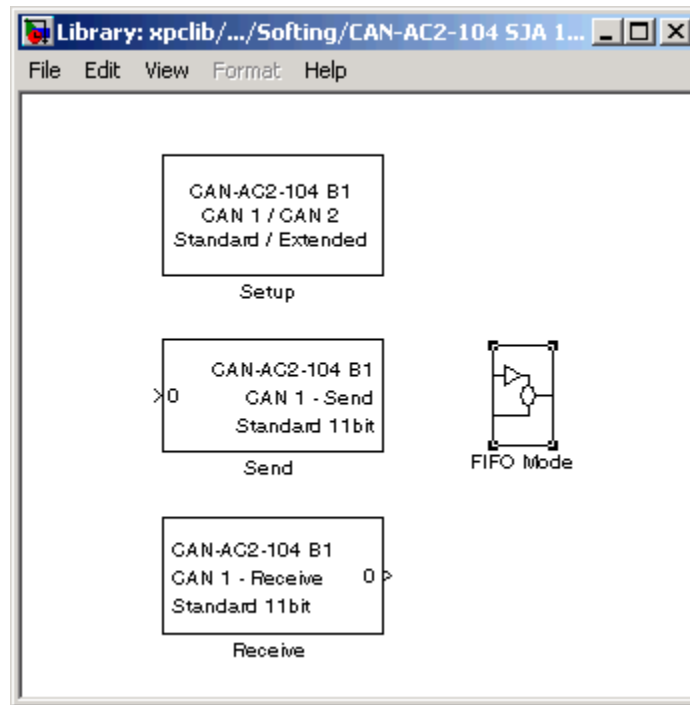 Library: xpclib/.../Softing/CAN-AC2-104 SJA 1...
File Edit View Format Help
CAN-AC2-104 B1
CAN 1 / CAN 2
Standard / Extended
Setup
0
CAN-AC2-104 B1
CAN 1 - Send
Standard 11bit
Send
FIFO Mode
CAN-AC2-104 B1
CAN 1 - Receive 0
Standard 11bit
Receive